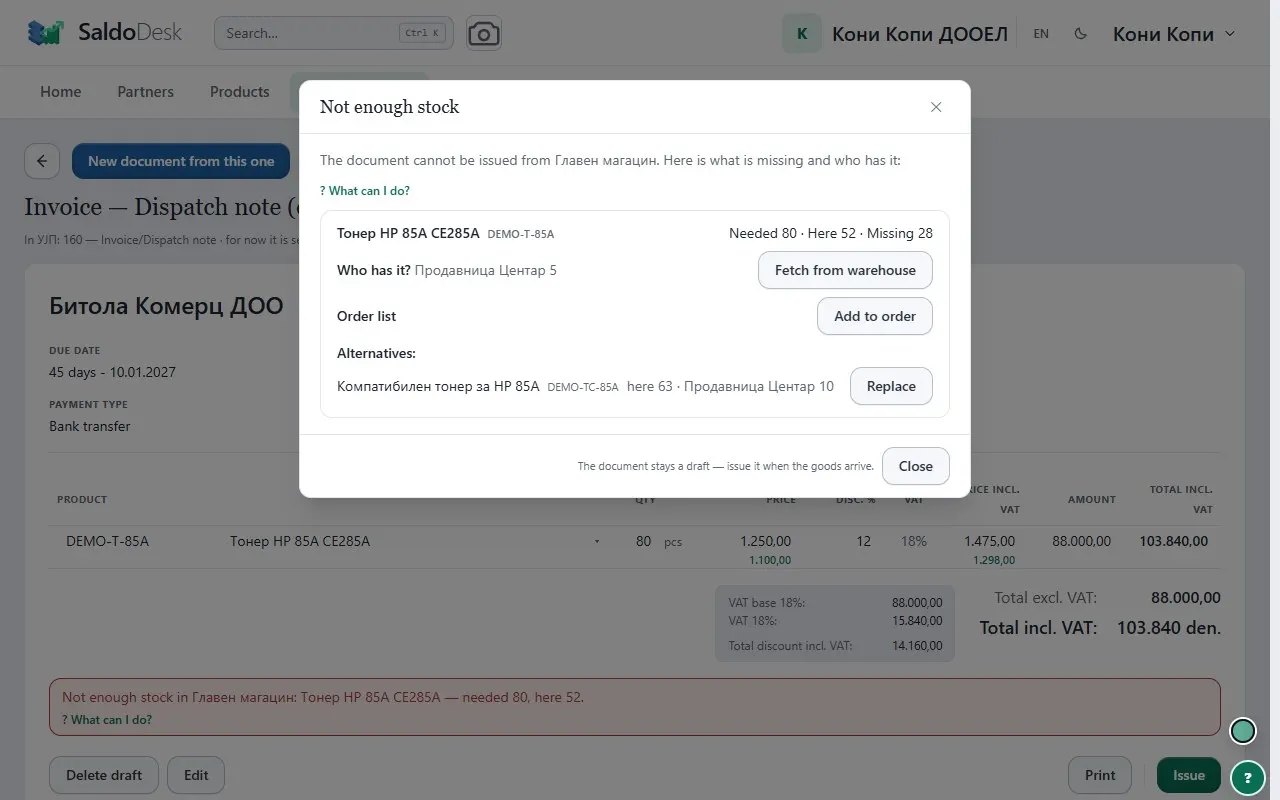 SaldoDesk
Search...
Ctrl K
K
Кони Копи ДООЕЛ
EN
Кони Копи
Home
Partners
Products
New document from this one
Invoice — Dispatch note (
In УЈП: 160 — Invoice/Dispatch note · for now it is
Not enough stock
The document cannot be issued from Главен магацин. Here is what is missing and who has it:
? What can I do?
Тонер HP 85A CE285A DEMO-T-85A
Needed 80 · Here 52 · Missing 28
Who has it? Продавница Центар 5
Fetch from warehouse
Order list
Add to order
Alternatives:
Компатибилен тонер за HP 85A DEMO-TC-85A here 63 · Продавница Центар 10
Replace
The document stays a draft — issue it when the goods arrive.
Close
Битола Комерц ДОО
DUE DATE
45 days - 10.01.2027
PAYMENT TYPE
Bank transfer
PRODUCT
QTY
PRICE
DISC. %
VAT
INCL.
VAT
AMOUNT
TOTAL INCL.
VAT
DEMO-T-85A
Тонер HP 85A CE285A
80 pcs
1.250,00
1.100,00
12
18%
1.475,00
1.298,00
88.000,00
103.840,00
VAT base 18%: 88.000,00
VAT 18%: 15.840,00
Total discount incl. VAT: 14.160,00
Total excl. VAT: 88.000,00
Total incl. VAT: 103.840 den.
Not enough stock in Главен магацин: Тонер HP 85A CE285A — needed 80, here 52.
? What can I do?
Delete draft
Edit
Print
Issue
?